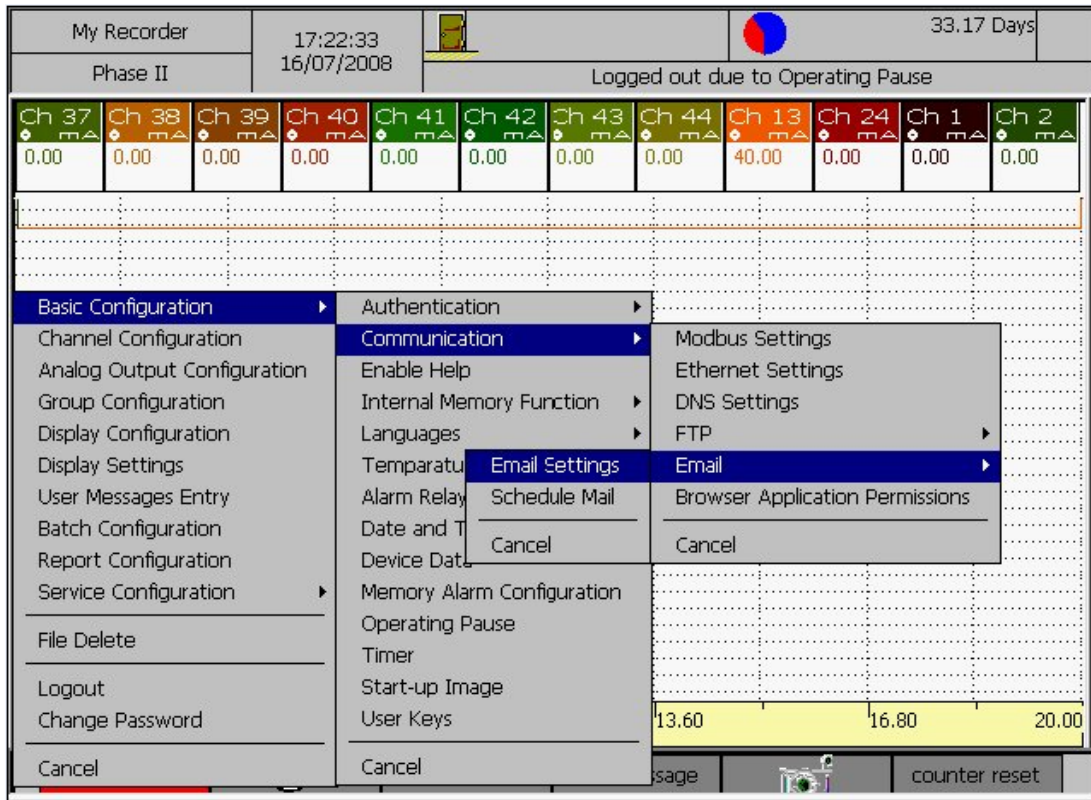 My Recorder
Phase II
17:22:33
16/07/2008
33.17 Days
Logged out due to Operating Pause
Ch 37 Ch 38 Ch 39 Ch 40 Ch 41 Ch 42 Ch 43 Ch 44 Ch 13 Ch 24 Ch 1 Ch 2
mA mA mA mA mA mA mA mA mA mA mA mA
0.00 0.00 0.00 0.00 0.00 0.00 0.00 0.00 40.00 0.00 0.00 0.00
Basic Configuration
Channel Configuration
Analog Output Configuration
Group Configuration
Display Configuration
Display Settings
User Messages Entry
Batch Configuration
Report Configuration
Service Configuration
File Delete
Logout
Change Password
Cancel
Authentication
Communication
Enable Help
Internal Memory Function
Languages
Temparatu
Alarm Relay
Date and T
Device Data
Memory Alarm Configuration
Operating Pause
Timer
Start-up Image
User Keys
Cancel
Modbus Settings
Ethernet Settings
DNS Settings
FTP
Email
Browser Application Permissions
Cancel
Email Settings
Schedule Mail
Cancel
13.60 16.80 20.00
ssage
counter reset